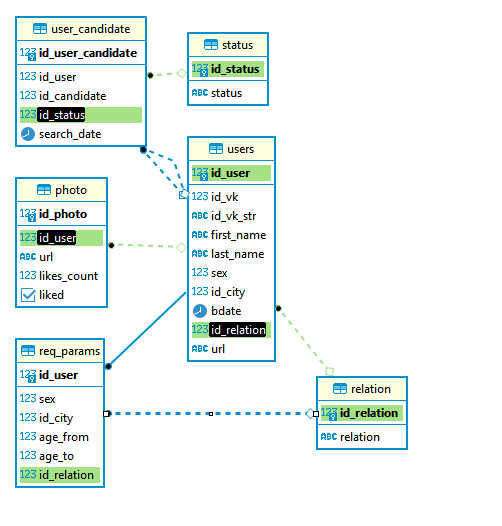 user_candidate
123 id_user_candidate
123 id_user
123 id_candidate
123 id_status
search_date
status
123 id_status
ABC status
users
123 id_user
123 id_vk
ABC id_vk_str
ABC first_name
ABC last_name
123 sex
123 id_city
bdate
123 id_relation
ABC url
photo
123 id_photo
123 id_user
ABC url
123 likes_count
liked
req_params
123 id_user
123 sex
123 id_city
123 age_from
123 age_to
123 id_relation
relation
123 id_relation
ABC relation